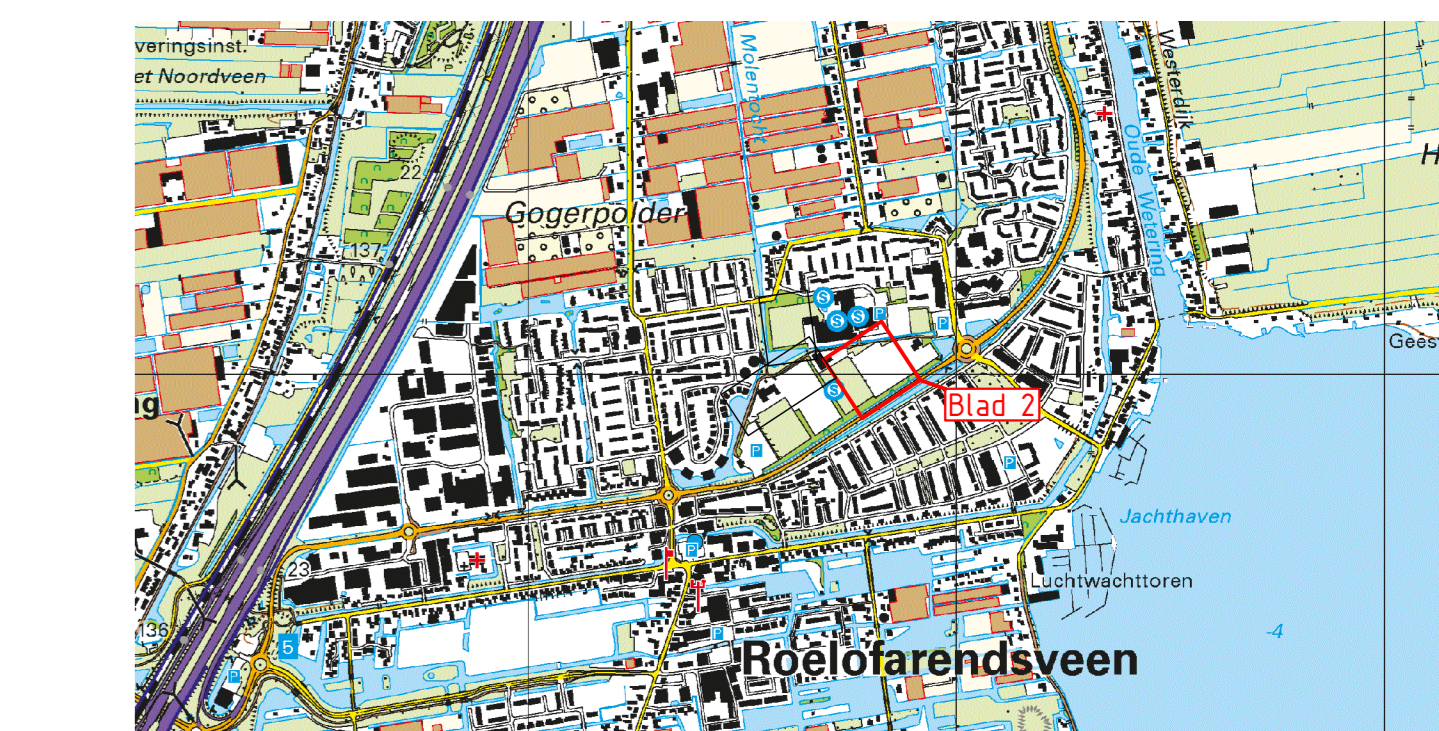 veringsinst.
et Noordveen
Molentocht
Westerdijk
Oude Wetering
H
22
Gogerpolder
137
S
S
S
P
P
Gees
ng
S
Blad 2
P
P
Jachthaven
P
23
Luchtwachttoren
136
5
P
-4
Roelofarendsveen
P